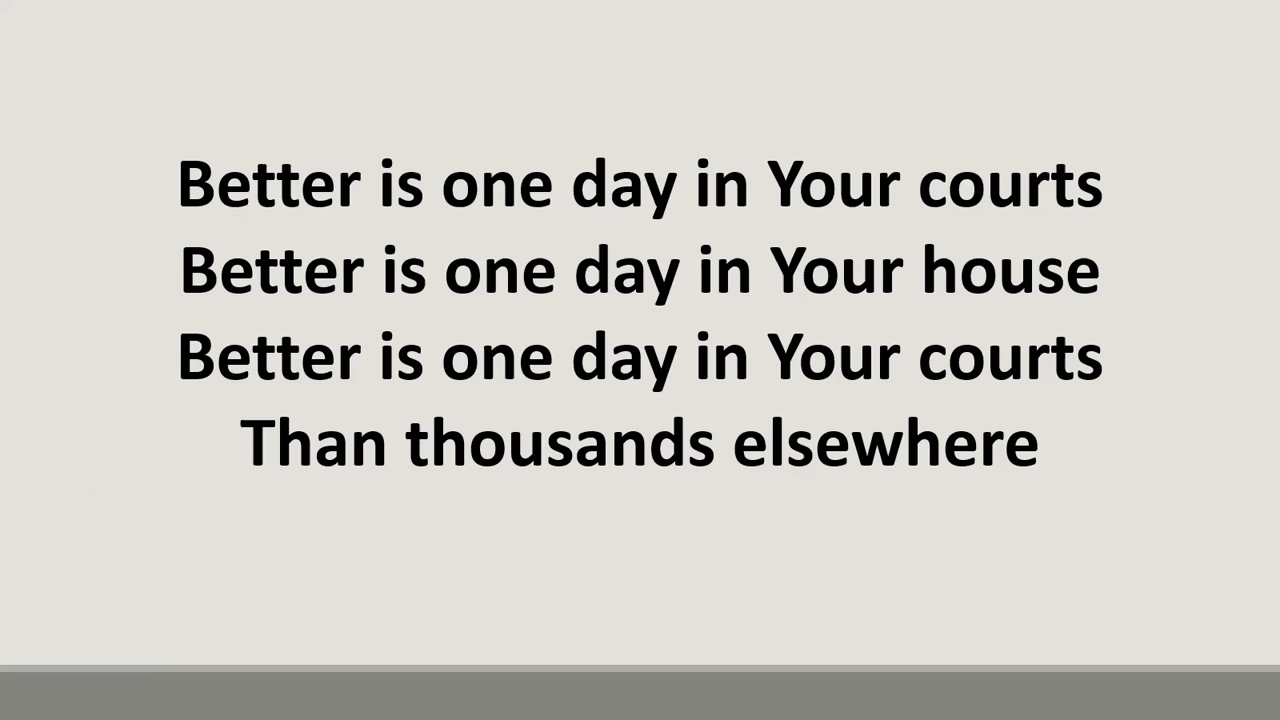 Better is one day in Your courts
Better is one day in Your house
Better is one day in Your courts
Than thousands elsewhere